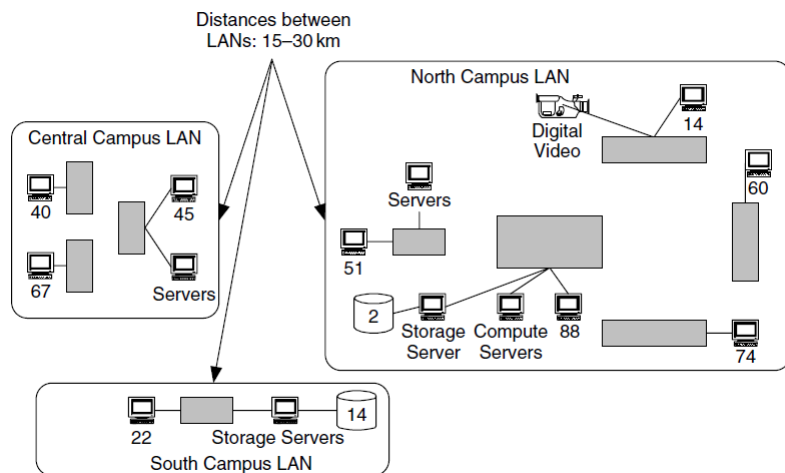 Distances between
LANs: 15–30 km
North Campus LAN
Digital
Video
14
60
Servers
51
2
Storage
Server
Compute
Servers
88
74
Central Campus LAN
40
45
67
Servers
22
Storage Servers
14
South Campus LAN